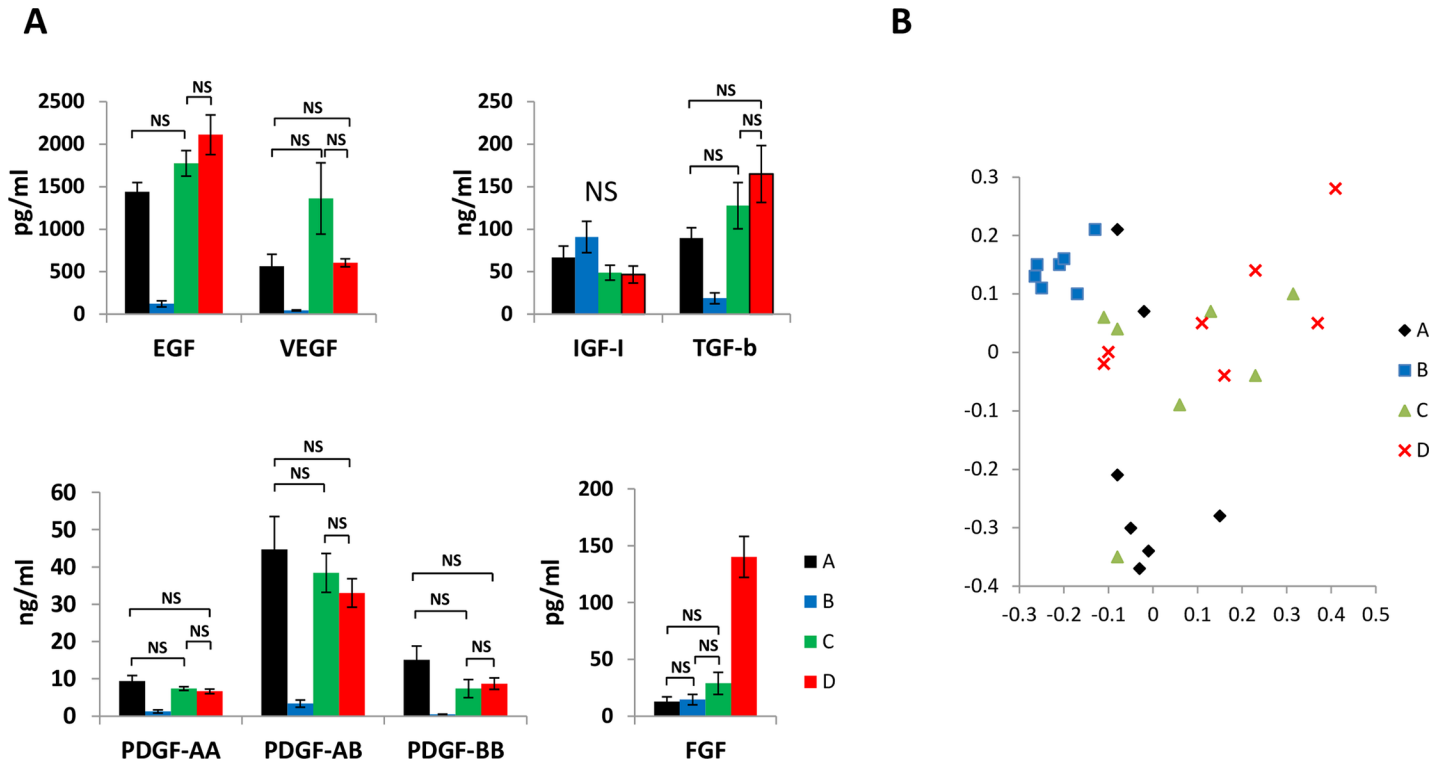 A
B
2500
2000
1500
1000
500
0
pg/ml
NS
NS
NS
NS
NS
EGF
VEGF
250
200
150
100
50
0
ng/ml
NS
NS
NS
NS
IGF-I
TGF-b
60
50
40
30
20
10
0
ng/ml
NS
NS
NS
NS
NS
NS
NS
NS
NS
PDGF-AA
PDGF-AB
PDGF-BB
200
150
100
50
0
pg/ml
NS
NS
NS
FGF
A
B
C
D
0.3
0.2
0.1
0
-0.1
-0.2
-0.3
-0.4
-0.3 -0.2 -0.1 0 0.1 0.2 0.3 0.4 0.5
A
B
C
D